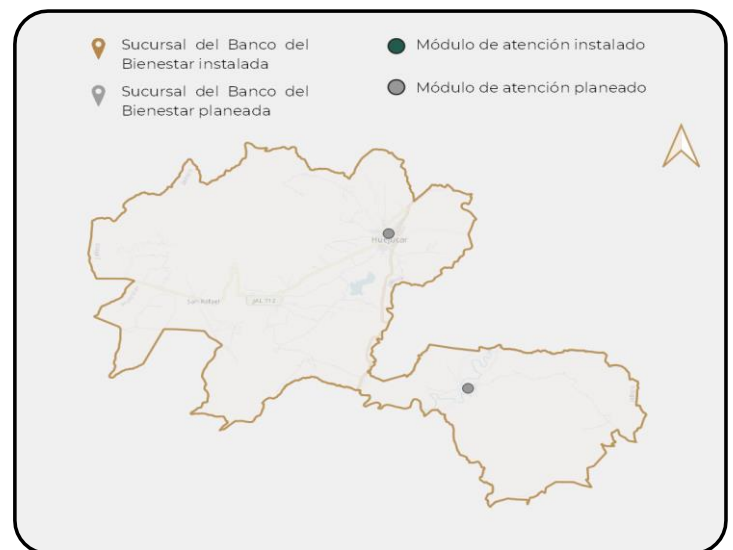 Sucursal del Banco del
Bienestar instalada
Sucursal del Banco del
Bienestar planeada
Módulo de atención instalado
Módulo de atención planeado
Huejúcar
San Rafael